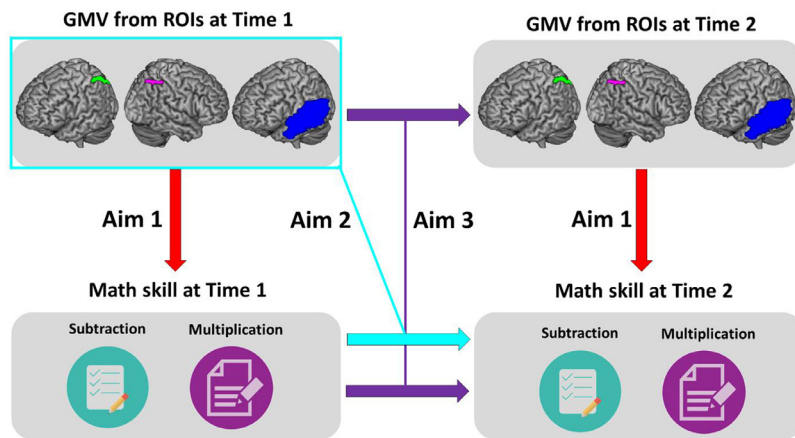 GMV from ROIs at Time 1
GMV from ROIs at Time 2
Aim 1
Aim 2
Aim 3
Aim 1
Math skill at Time 1
Math skill at Time 2
Subtraction
Multiplication
Subtraction
Multiplication